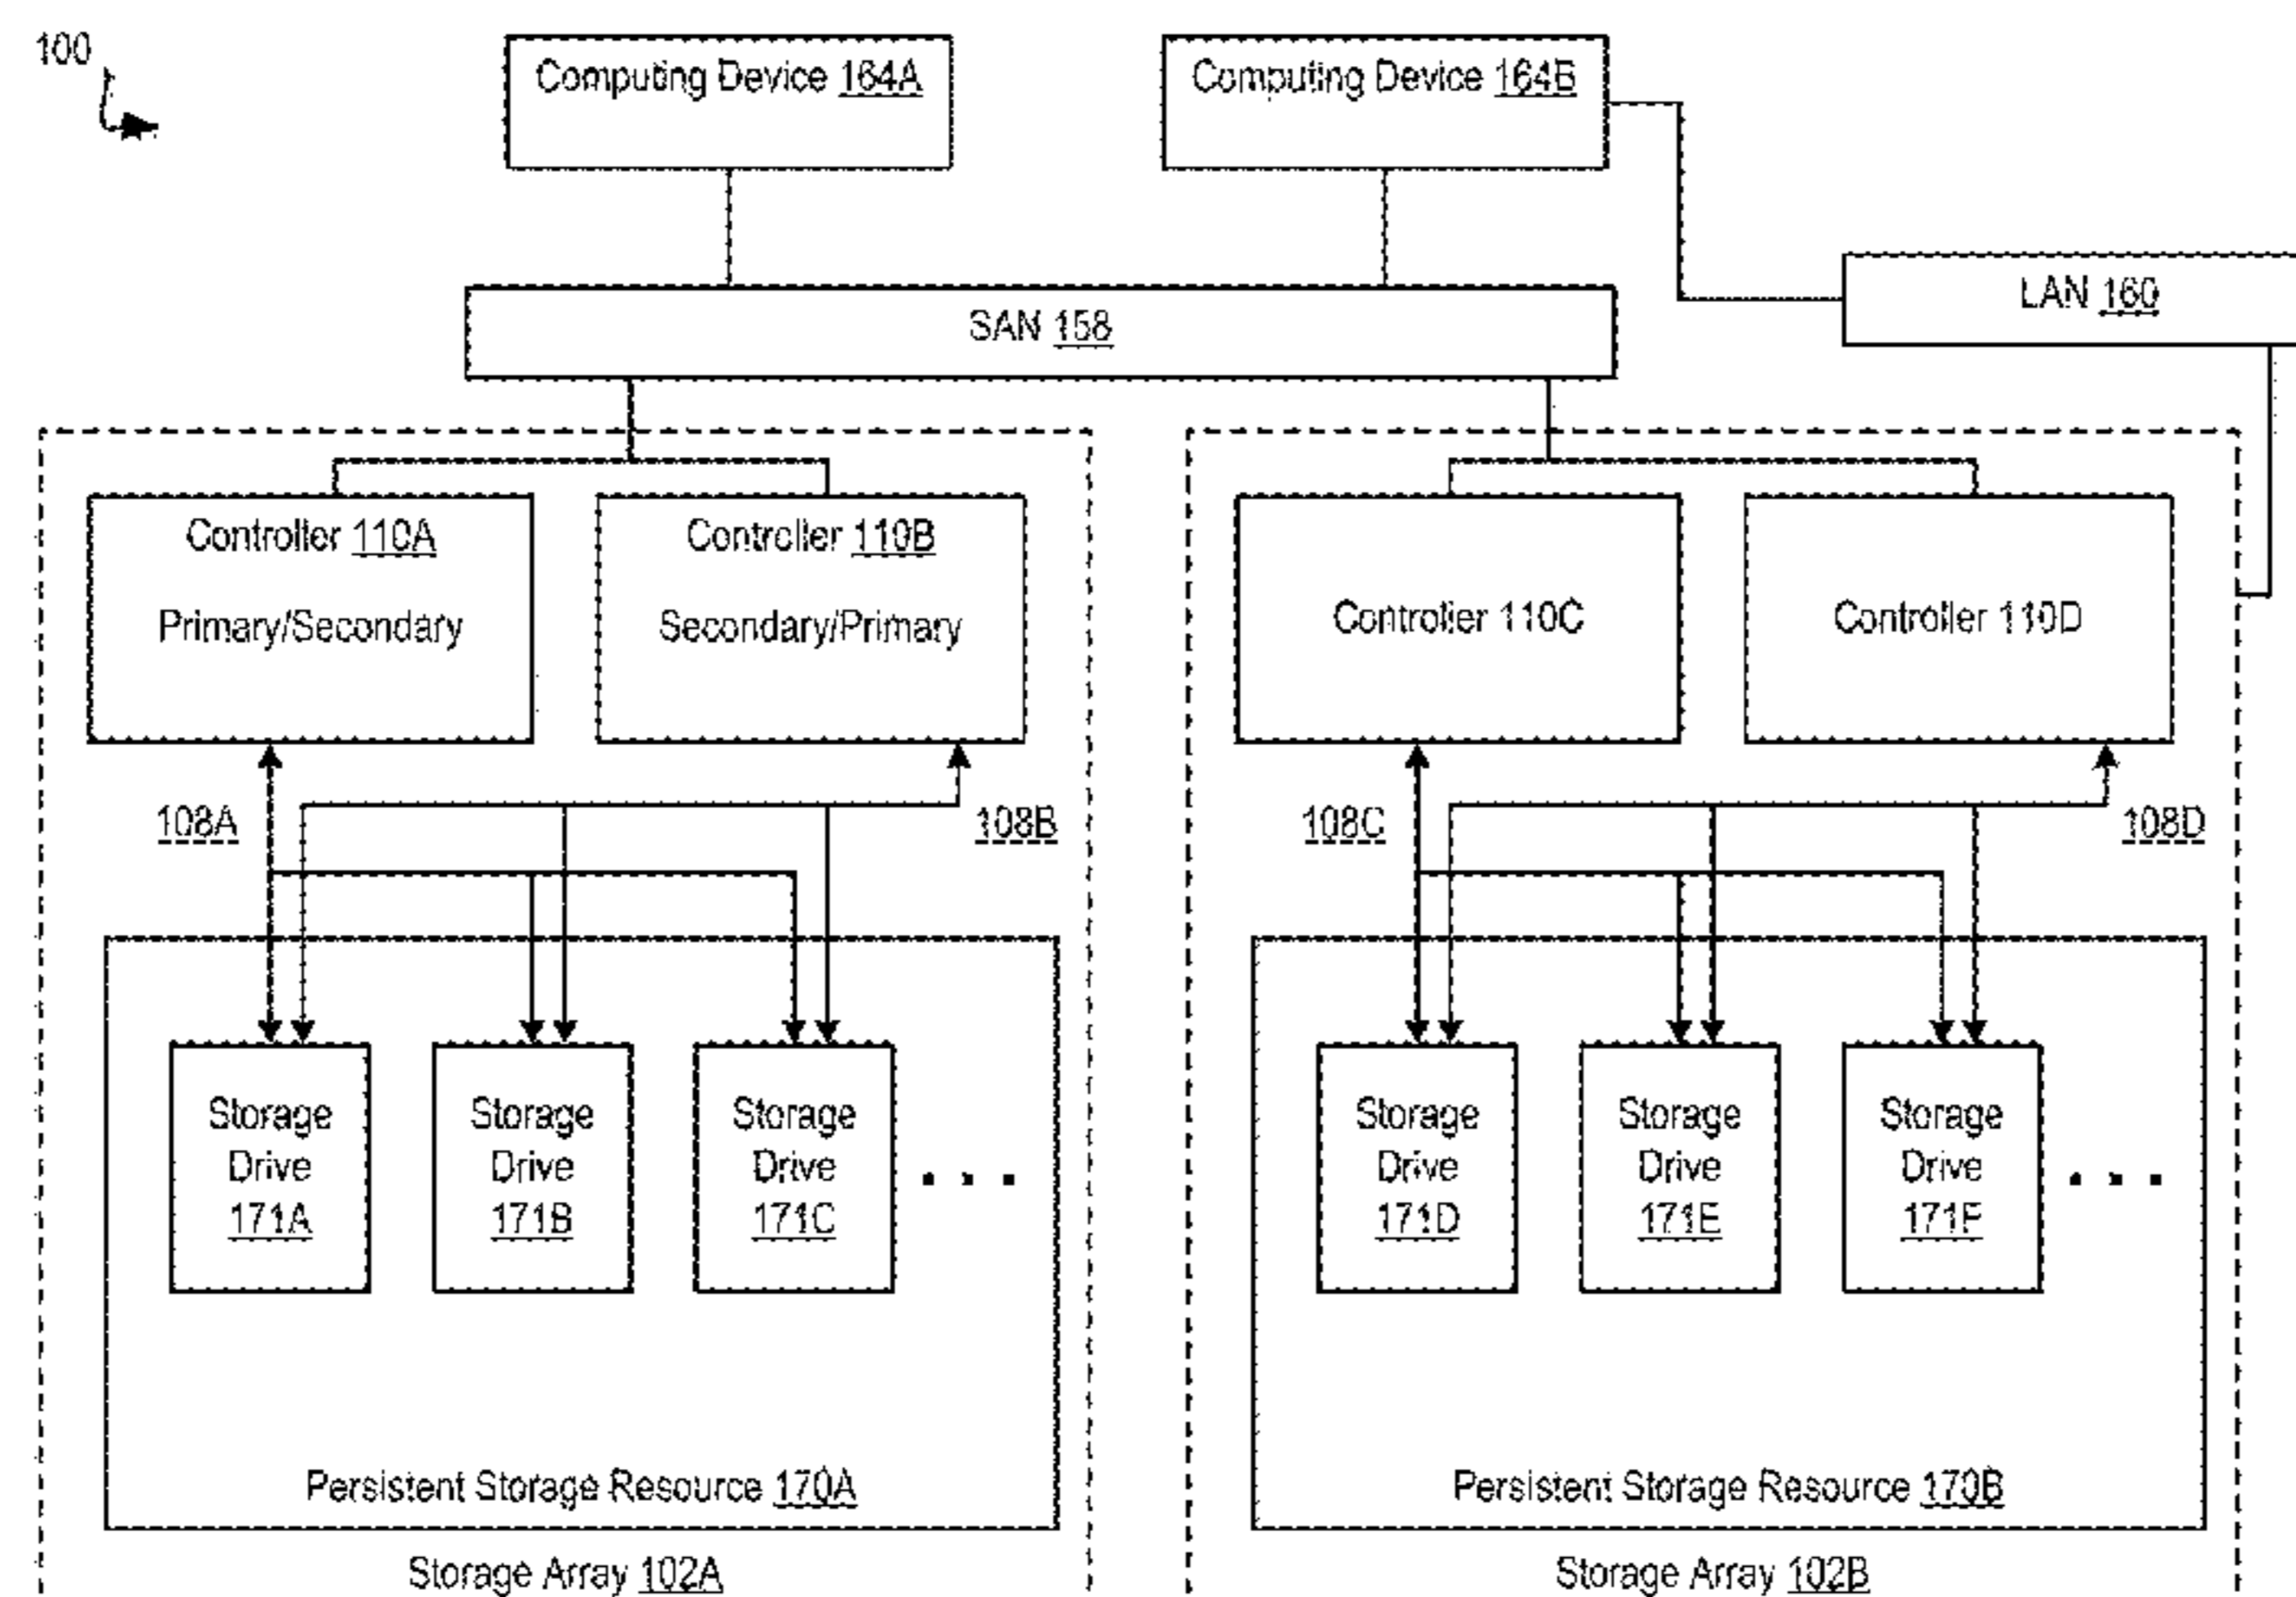 100
Computing Device 164A
Computing Device 164B
LAN 160
SAN 158
Controller 110A
Primary/Secondary
Controller 110B
Secondary/Primary
Controller 110C
Controller 110D
108A
108B
108C
108D
Storage
Drive
171A
Storage
Drive
171B
Storage
Drive
171C
. . .
Storage
Drive
171D
Storage
Drive
171E
Storage
Drive
171F
. . .
Persistent Storage Resource 170A
Persistent Storage Resource 170B
Storage Array 102A
Storage Array 102B